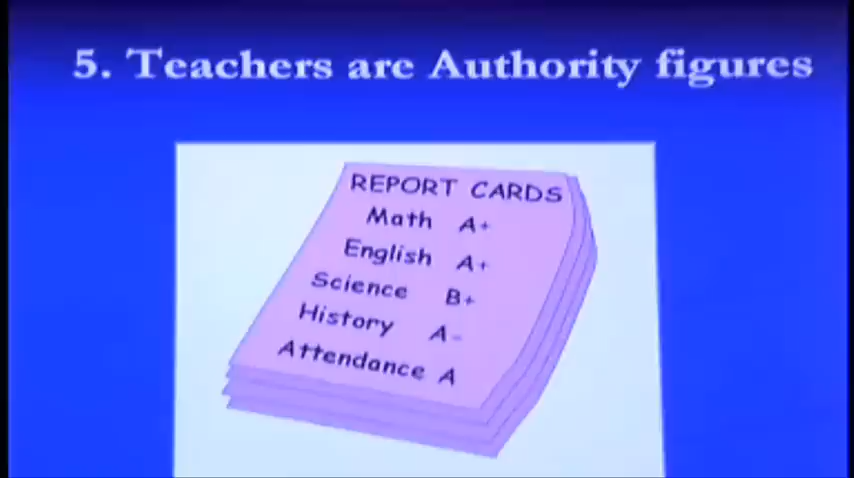 5. Teachers are Authority figures
REPORT CARDS
Math A+
English A+
Science B+
History A-
Attendance A